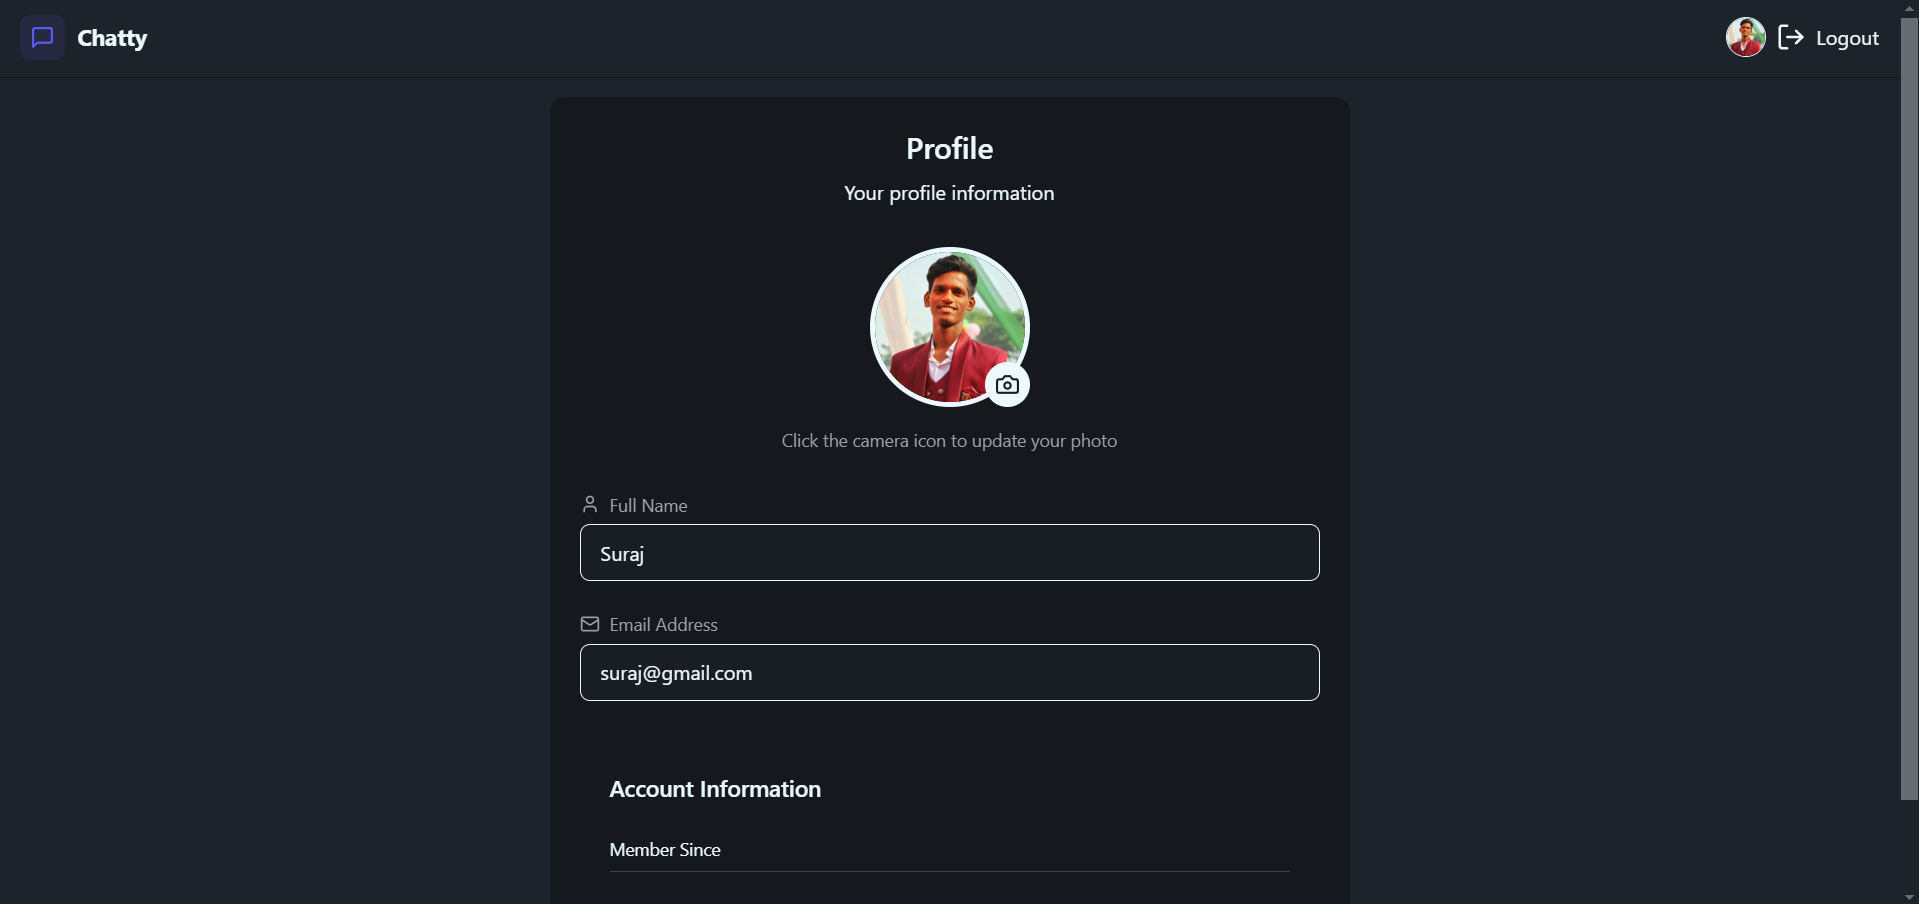 Chatty
Logout
Profile
Your profile information
Click the camera icon to update your photo
Full Name
Suraj
Email Address
suraj@gmail.com
Account Information
Member Since